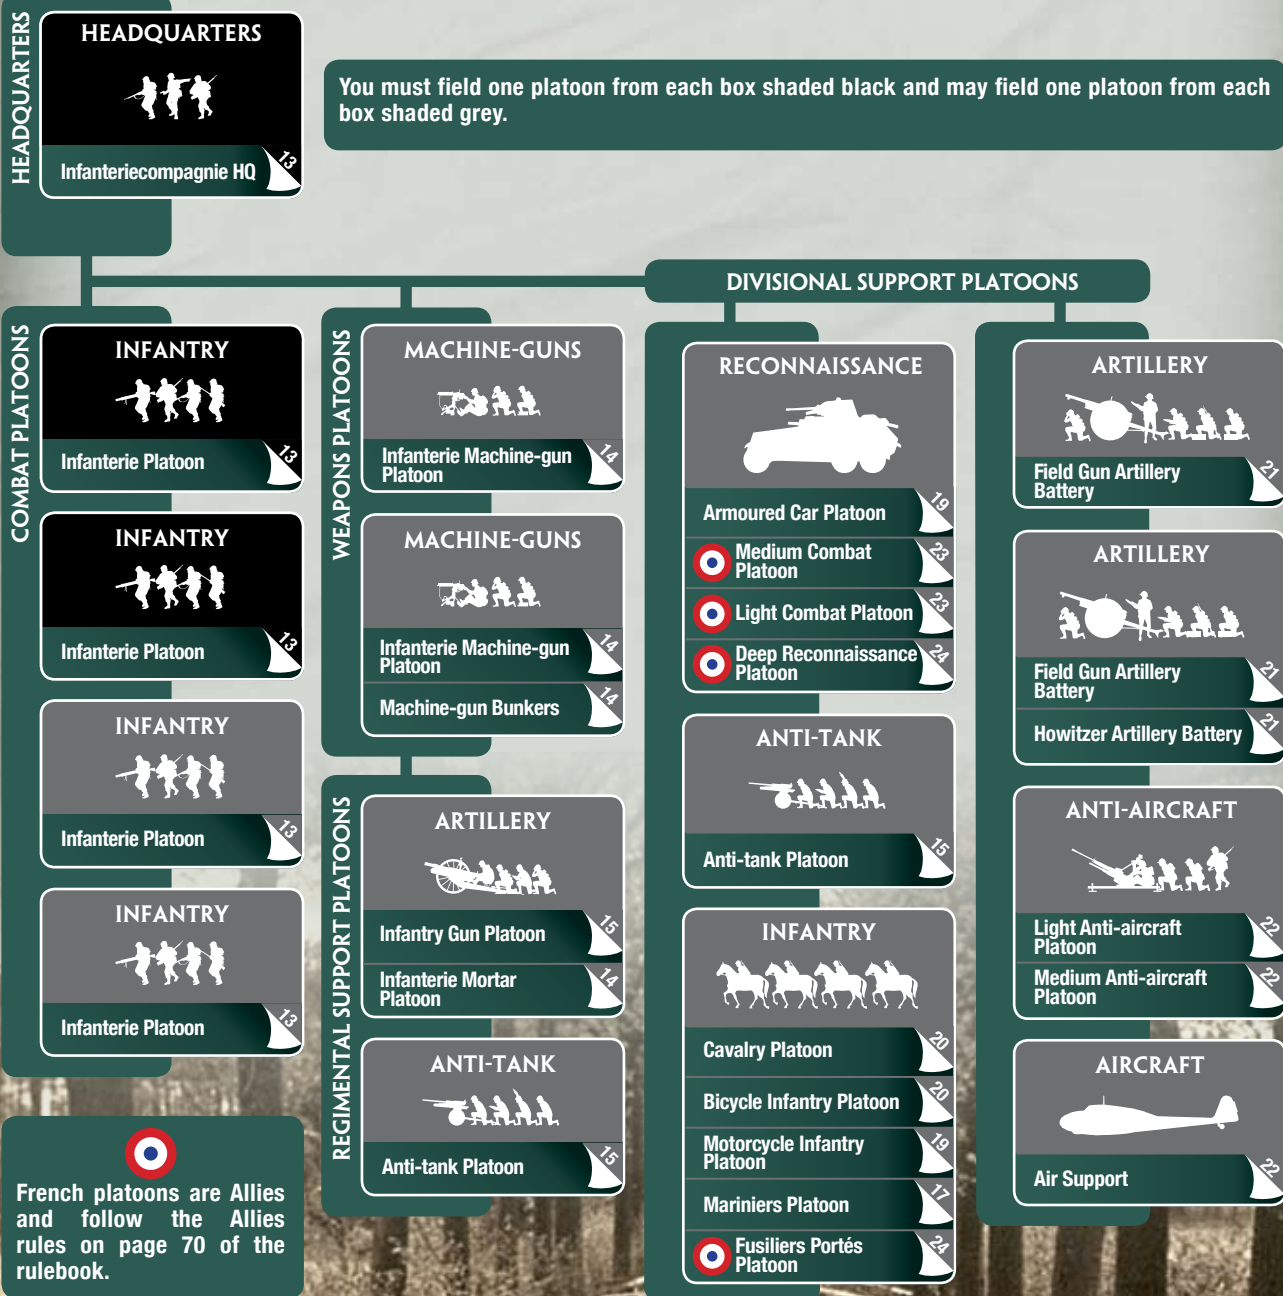 HEADQUARTERS
HEADQUARTERS
Infanteriecompagnie HQ
13
You must field one platoon from each box shaded black and may field one platoon from each
box shaded grey.
COMBAT PLATOONS
INFANTRY
Infanterie Platoon
13
INFANTRY
Infanterie Platoon
13
INFANTRY
Infanterie Platoon
13
INFANTRY
Infanterie Platoon
13
French platoons are Allies
and follow the Allies
rules on page 70 of the
rulebook.
WEAPONS PLATOONS
MACHINE-GUNS
Infanterie Machine-gun
Platoon
14
MACHINE-GUNS
Infanterie Machine-gun
Platoon
14
Machine-gun Bunkers
14
REGIMENTAL SUPPORT PLATOONS
ARTILLERY
Infantry Gun Platoon
15
Infanterie Mortar
Platoon
14
ANTI-TANK
Anti-tank Platoon
15
DIVISIONAL SUPPORT PLATOONS
RECONNAISSANCE
Armoured Car Platoon
19
Medium Combat
Platoon
23
Light Combat Platoon
23
Deep Reconnaissance
Platoon
24
ANTI-TANK
Anti-tank Platoon
15
INFANTRY
Cavalry Platoon
20
Bicycle Infantry Platoon
20
Motorcycle Infantry
Platoon
19
Mariniers Platoon
17
Fusiliers Portés
Platoon
24
ARTILLERY
Field Gun Artillery
Battery
21
ARTILLERY
Field Gun Artillery
Battery
21
Howitzer Artillery Battery
21
ANTI-AIRCRAFT
Light Anti-aircraft
Platoon
22
Medium Anti-aircraft
Platoon
22
AIRCRAFT
Air Support
22